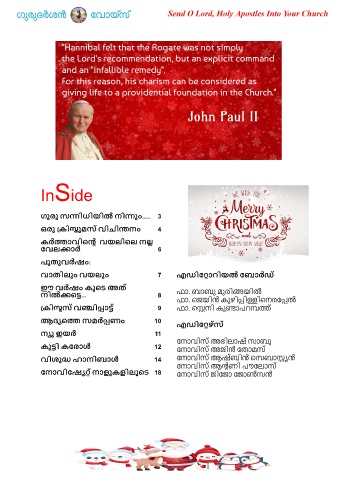 ഗുരുദർശൻ വോയ്സ്
Send O Lord, Holy Apostles Into Your Church
"Hannibal felt that the Rogate was not simply
the Lord's recommendation, but an explicit command
and an "infallible remedy".
For this reason, his charism can be considered as
giving life to a providential foundation in the Church."
John Paul II
InSide
ഗുരു സന്നിധിയിൽ നിന്നും..... 3
ഒരു ക്രിസ്തുമസ് വിചിന്തനം 4
കർത്താവിന്റെ വയലിലെ നല്ല
വേലക്കാർ 6
പുതുവർഷം:
വാതിലും വയലും 7
ഈ വർഷം കൂടെ അത്
നിൽക്കട്ടെ... 8
ക്രിസ്മസ് വഞ്ചിപ്പാട്ട് 9
ആദ്യത്തെ സമർപ്പണം 10
ന്യൂ ഇയർ 11
കുട്ടി കരോൾ 12
വിശുദ്ധ ഹാനിബാൾ 14
നോവിഷ്യേറ്റ് നാളുകളിലൂടെ 18
WE WISH YOU
Merry
CHRISTMAS
and
HAPPY NEW YEAR
എഡിറ്റോറിയൽ ബോർഡ്
ഫാ. ബാബു മുരിങ്ങയിൽ
ഫാ. ജെയിൻ കുഴിപ്പിള്ളിനെരപ്പേൽ
ഫാ. സ്റ്റെനി കുണ്ടാപറമ്പത്ത്
എഡിറ്റേഴ്സ്
നോവിസ് അഭിലാഷ് സാബു
നോവിസ് അജിൻ തോമസ്
നോവിസ് ആഷ്ബിൻ സെബാസ്റ്റ്യൻ
നോവിസ് ആന്റണി പൗലോസ്
നോവിസ് ജിജോ ജോൺസൻ